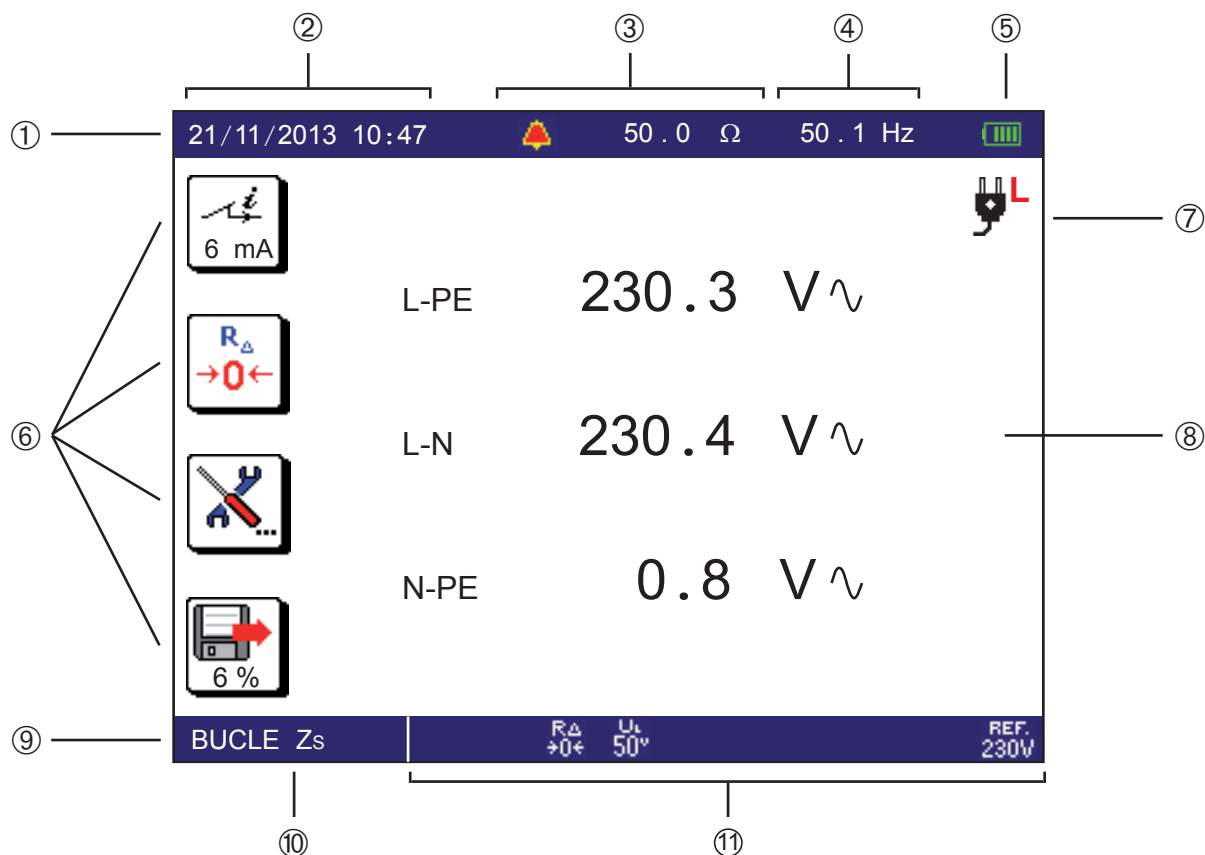 ② ③ ④ ⑤
① 21/11/2013 10:47 50.0 Ω 50.1 Hz
L ⑦
6 mA
L-PE 230.3 V
RΔ
→0←
⑥ L-N 230.4 V ⑧
...
N-PE 0.8 V
6 %
⑨ BUCLE Zs RΔ →0← UL 50V REF. 230V
⑩ ⑪